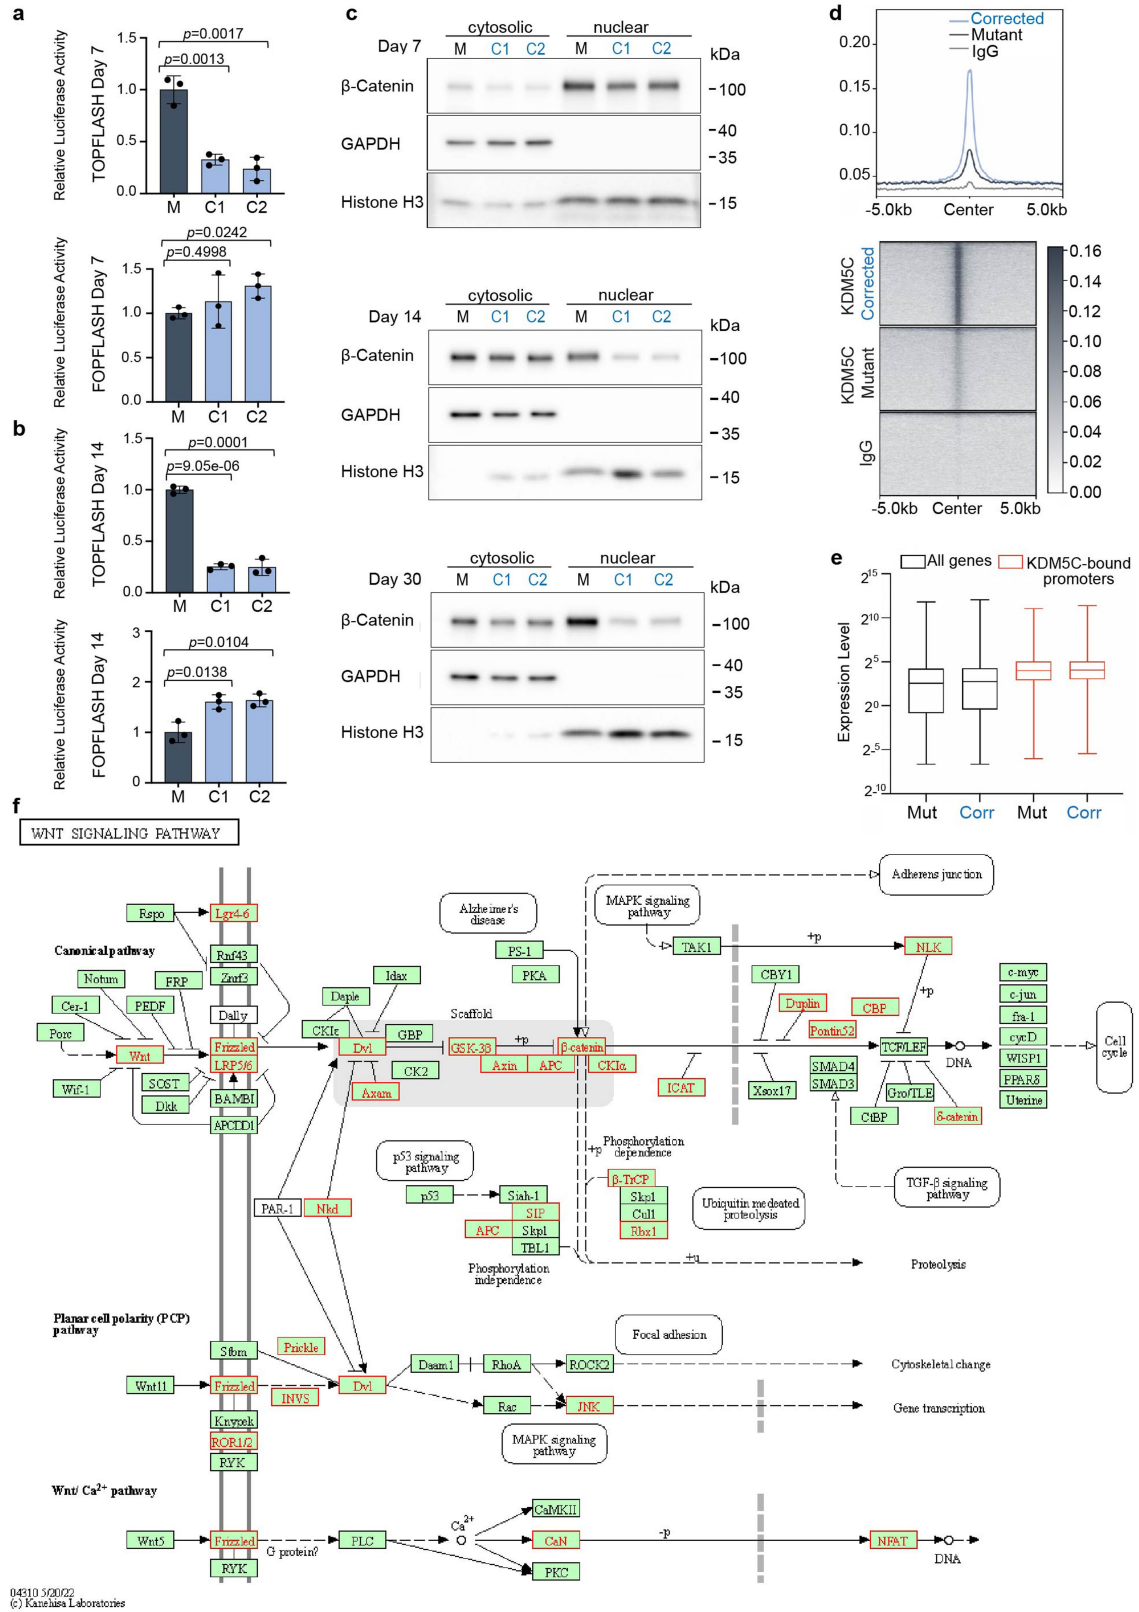 a
Relative Luciferase Activity
TOPFLASH Day 7
1.5
1.0
0.5
0.0
p=0.0017
p=0.0013
M C1 C2
Relative Luciferase Activity
FOPFLASH Day 7
1.5
1.0
0.5
0.0
p=0.0242
p=0.4998
M C1 C2
b
Relative Luciferase Activity
TOPFLASH Day 14
1.5
1.0
0.5
0.0
p=0.0001
p=9.05e-06
M C1 C2
Relative Luciferase Activity
FOPFLASH Day 14
3
2
1
0
p=0.0104
p=0.0138
M C1 C2
c
cytosolic nuclear
Day 7 M C1 C2 M C1 C2 kDa
β-Catenin -100
GAPDH -40
-35
Histone H3 -15
cytosolic nuclear
Day 14 M C1 C2 M C1 C2 kDa
β-Catenin -100
GAPDH -40
-35
Histone H3 -15
cytosolic nuclear
Day 30 M C1 C2 M C1 C2 kDa
β-Catenin -100
GAPDH -40
-35
Histone H3 -15
d
Corrected
Mutant
IgG
0.20
0.15
0.10
0.05
-5.0kb Center 5.0kb
KDM5C
Corrected
KDM5C
Mutant
IgG
0.16
0.14
0.12
0.10
0.08
0.06
0.04
0.02
0.00
-5.0kb Center 5.0kb
e
All genes
KDM5C-bound
promoters
Expression Level
215
210
25
20
2-5
2-10
Mut Corr Mut Corr
f
WNT SIGNALING PATHWAY
Canonical pathway
Rspo
Lgr4-6
Rnf43
Znrf3
Notum
FRP
Cer-1
PEDF
Dally
Porc
Wnt
Frizzled
LRP5/6
Wif-1
SOST
Dkk
BAMBI
APCDD1
Idax
Daple
CKIε
GBP
Dvl
CK2
Axam
Scaffold
+p
GSK-3β
β-catenin
Axin
APC
CKIα
Alzheimer's
disease
PS-1
PKA
MAPK signaling
pathway
TAK1
+p
NLK
Adherens junction
+p
CBY1
Duplin
CBP
Pontin52
TCF/LEF
DNA
ICAT
Xsox17
SMAD4
SMAD3
Gro/TLE
CtBP
δ-catenin
c-myc
c-jun
fra-1
cycD
WISP1
PPARδ
Uterine
Cell
cycle
TGF-β signaling
pathway
p53 signaling
pathway
p53
Siah-1
SIP
APC
Skp1
TBL1
Phosphorylation
independence
+p
Phosphorylation
dependence
β-TrCP
Skp1
Cul1
Rbx1
Ubiquitin mediated
proteolysis
+u
Proteolysis
PAR-1
Nkd
Planar cell polarity (PCP)
pathway
Stbm
Prickle
Wnt11
Frizzled
INVS
Dvl
Knypek
ROR1/2
RYK
Daam1
RhoA
ROCK2
Rac
JNK
Focal adhesion
MAPK signaling
pathway
Cytoskeletal change
Gene transcription
Wnt/ Ca2+ pathway
Wnt5
Frizzled
RYK
G protein?
PLC
Ca2+
CaMKII
CaN
PKC
-p
NFAT
DNA
04310 5/20/22
(c) Kanehisa Laboratories